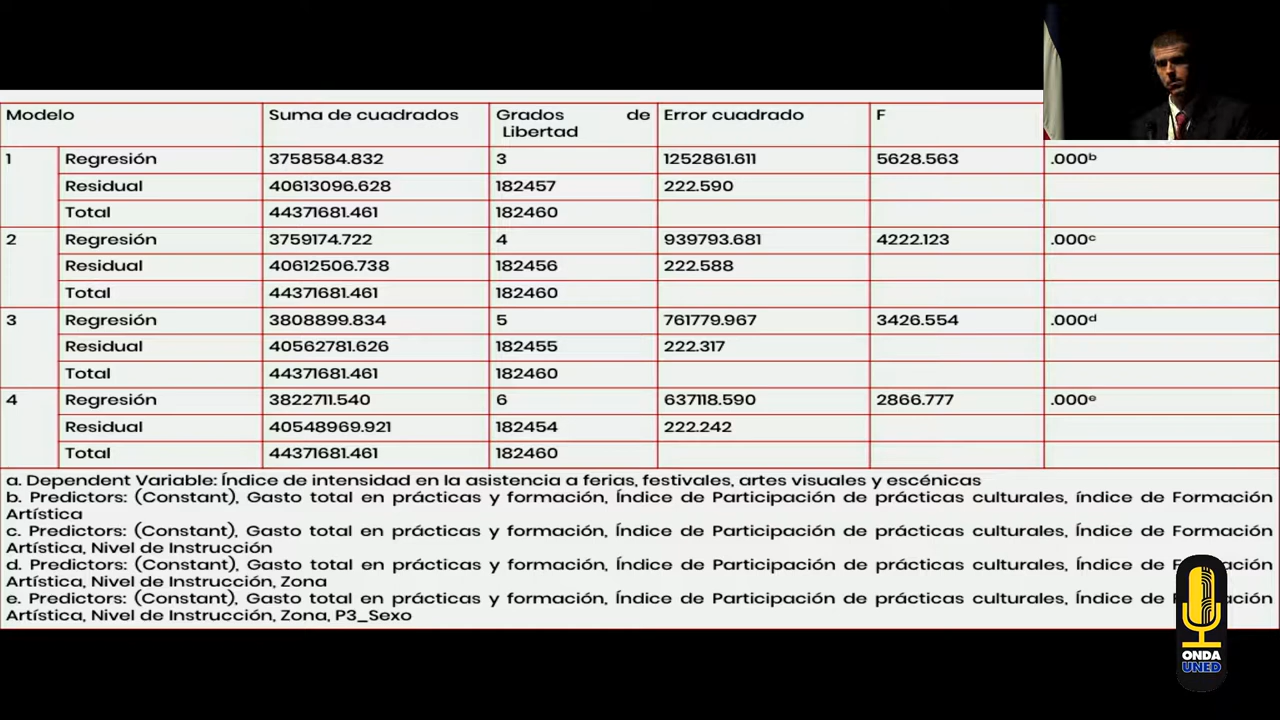 Modelo Suma de cuadrados Grados de Libertad Error cuadrado F
1 Regresión 3758584.832 3 1252861.611 5628.563 .000ᵇ
Residual 40613096.628 182457 222.590
Total 44371681.461 182460
2 Regresión 3759174.722 4 939793.681 4222.123 .000ᶜ
Residual 40612506.738 182456 222.588
Total 44371681.461 182460
3 Regresión 3808899.834 5 761779.967 3426.554 .000ᵈ
Residual 40562781.626 182455 222.317
Total 44371681.461 182460
4 Regresión 3822711.540 6 637118.590 2866.777 .000ᵉ
Residual 40548969.921 182454 222.242
Total 44371681.461 182460
a. Dependent Variable: Índice de intensidad en la asistencia a ferias, festivales, artes visuales y escénicas
b. Predictors: (Constant), Gasto total en prácticas y formación, Índice de Participación de prácticas culturales, índice de Formación
Artística
c. Predictors: (Constant), Gasto total en prácticas y formación, Índice de Participación de prácticas culturales, Índice de Formación
Artística, Nivel de Instrucción
d. Predictors: (Constant), Gasto total en prácticas y formación, Índice de Participación de prácticas culturales, Índice de
Artística, Nivel de Instrucción, Zona
e. Predictors: (Constant), Gasto total en prácticas y formación, Índice de Participación de prácticas culturales, Índice de
Artística, Nivel de Instrucción, Zona, P3_Sexo
ONDA
UNED